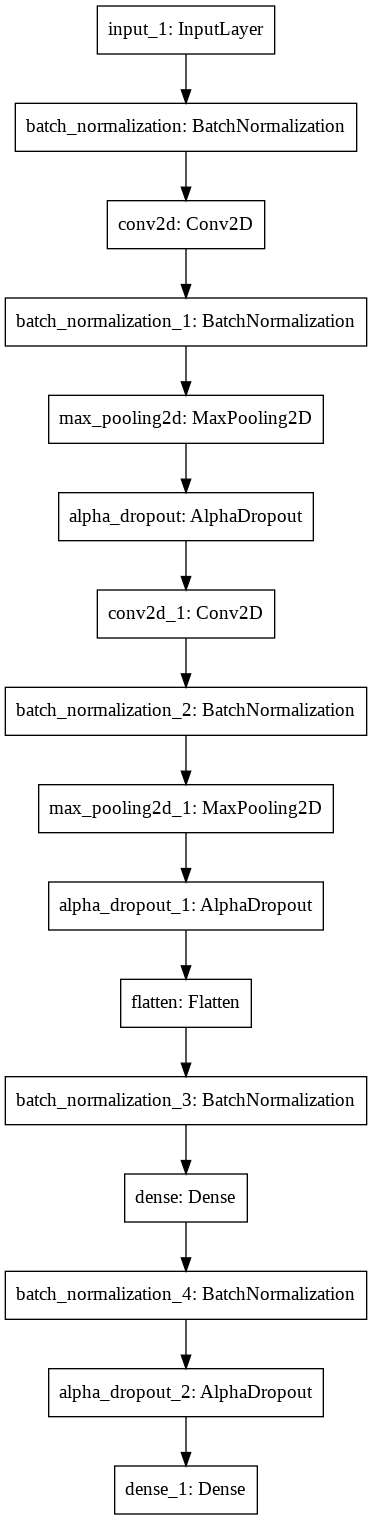 input_1: InputLayer
batch_normalization: BatchNormalization
conv2d: Conv2D
batch_normalization_1: BatchNormalization
max_pooling2d: MaxPooling2D
alpha_dropout: AlphaDropout
conv2d_1: Conv2D
batch_normalization_2: BatchNormalization
max_pooling2d_1: MaxPooling2D
alpha_dropout_1: AlphaDropout
flatten: Flatten
batch_normalization_3: BatchNormalization
dense: Dense
batch_normalization_4: BatchNormalization
alpha_dropout_2: AlphaDropout
dense_1: Dense